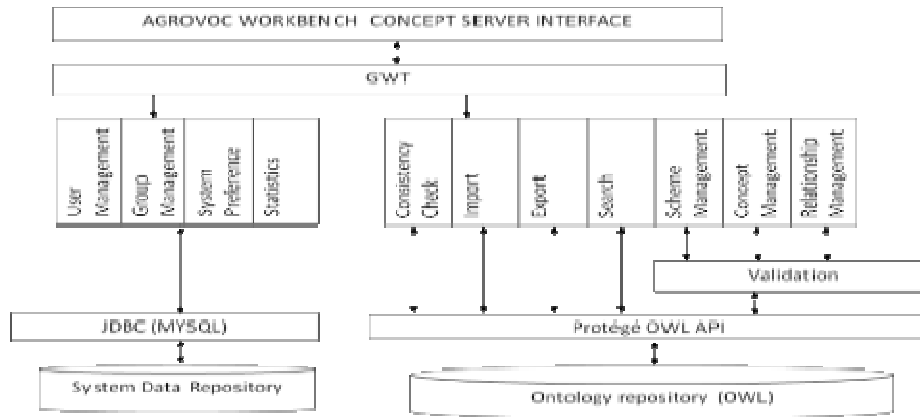 AGROVOC WORKBENCH CONCEPT SERVER INTERFACE
GWT
User
Management
Group
Management
System
Preference
Statistics
Consistency
Check
Import
Export
Search
Scheme
Management
Concept
Management
Relationship
Management
Validation
JDBC (MYSQL)
Protégé OWL API
System Data Repository
Ontology repository (OWL)